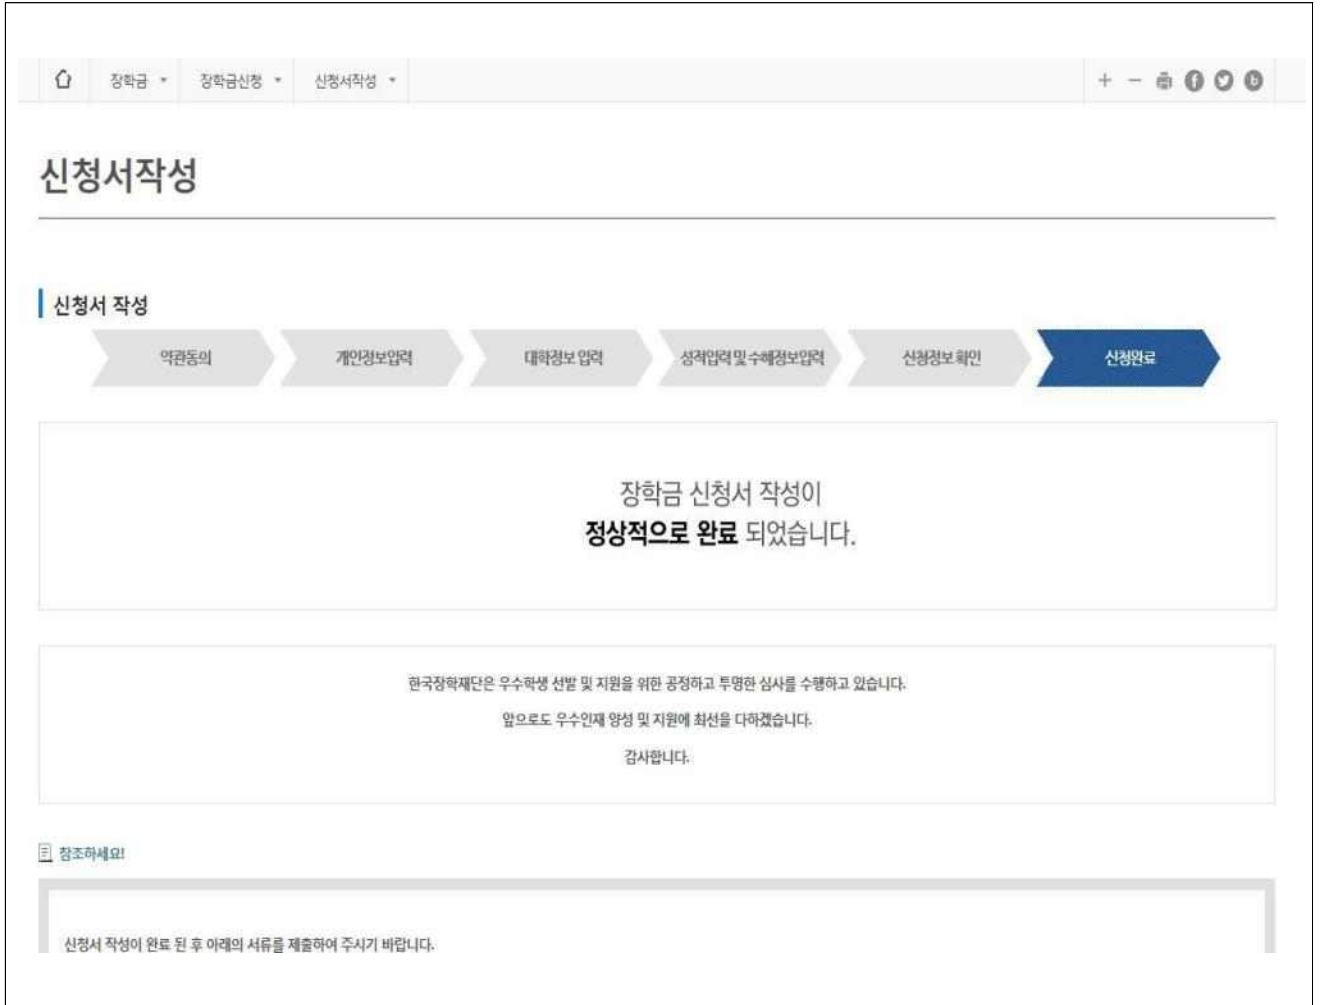 장학금 장학금신청 신청서작성
신청서작성
신청서 작성
약관동의 개인정보입력 대학정보 입력 성적입력 및 수혜정보입력 신청정보 확인 신청완료
장학금 신청서 작성이
정상적으로 완료 되었습니다.
한국장학재단은 우수학생 선발 및 지원을 위한 공정하고 투명한 심사를 수행하고 있습니다.
앞으로도 우수인재 양성 및 지원에 최선을 다하겠습니다.
감사합니다.
참조하세요!
신청서 작성이 완료 된 후 아래의 서류를 제출하여 주시기 바랍니다.